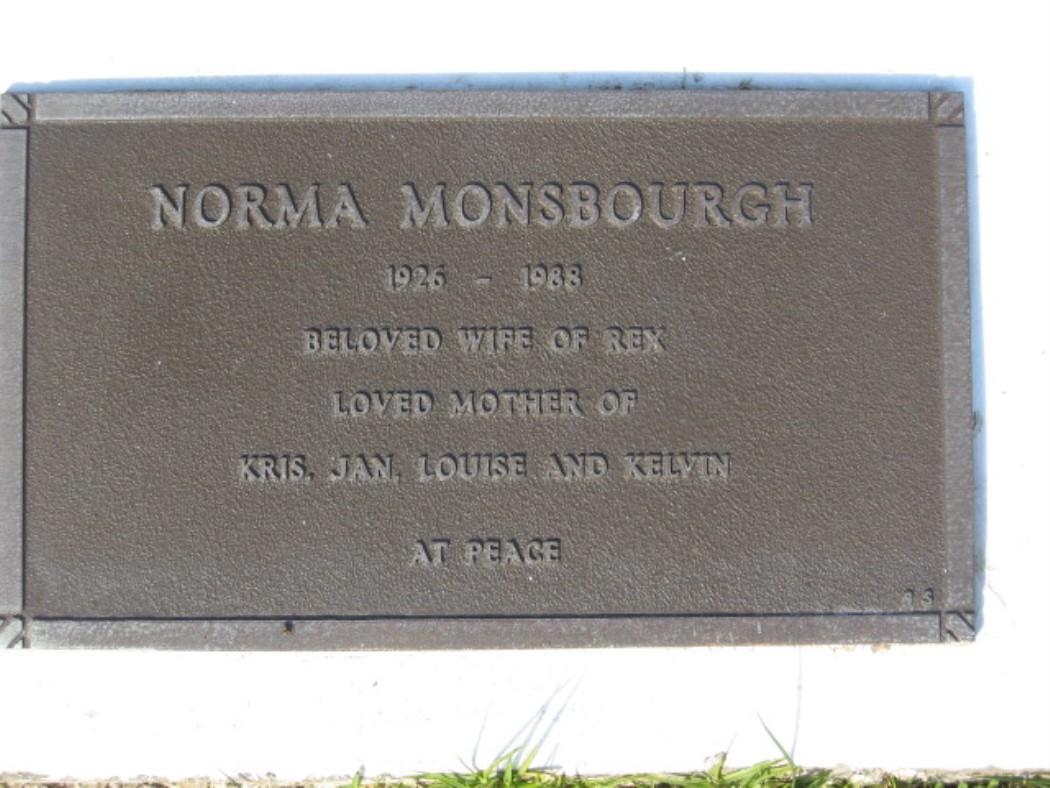 NORMA MONSBOURGH
1926 - 1988
BELOVED WIFE OF REX
LOVED MOTHER OF
KRIS, JAN, LOUISE AND KELVIN
AT PEACE